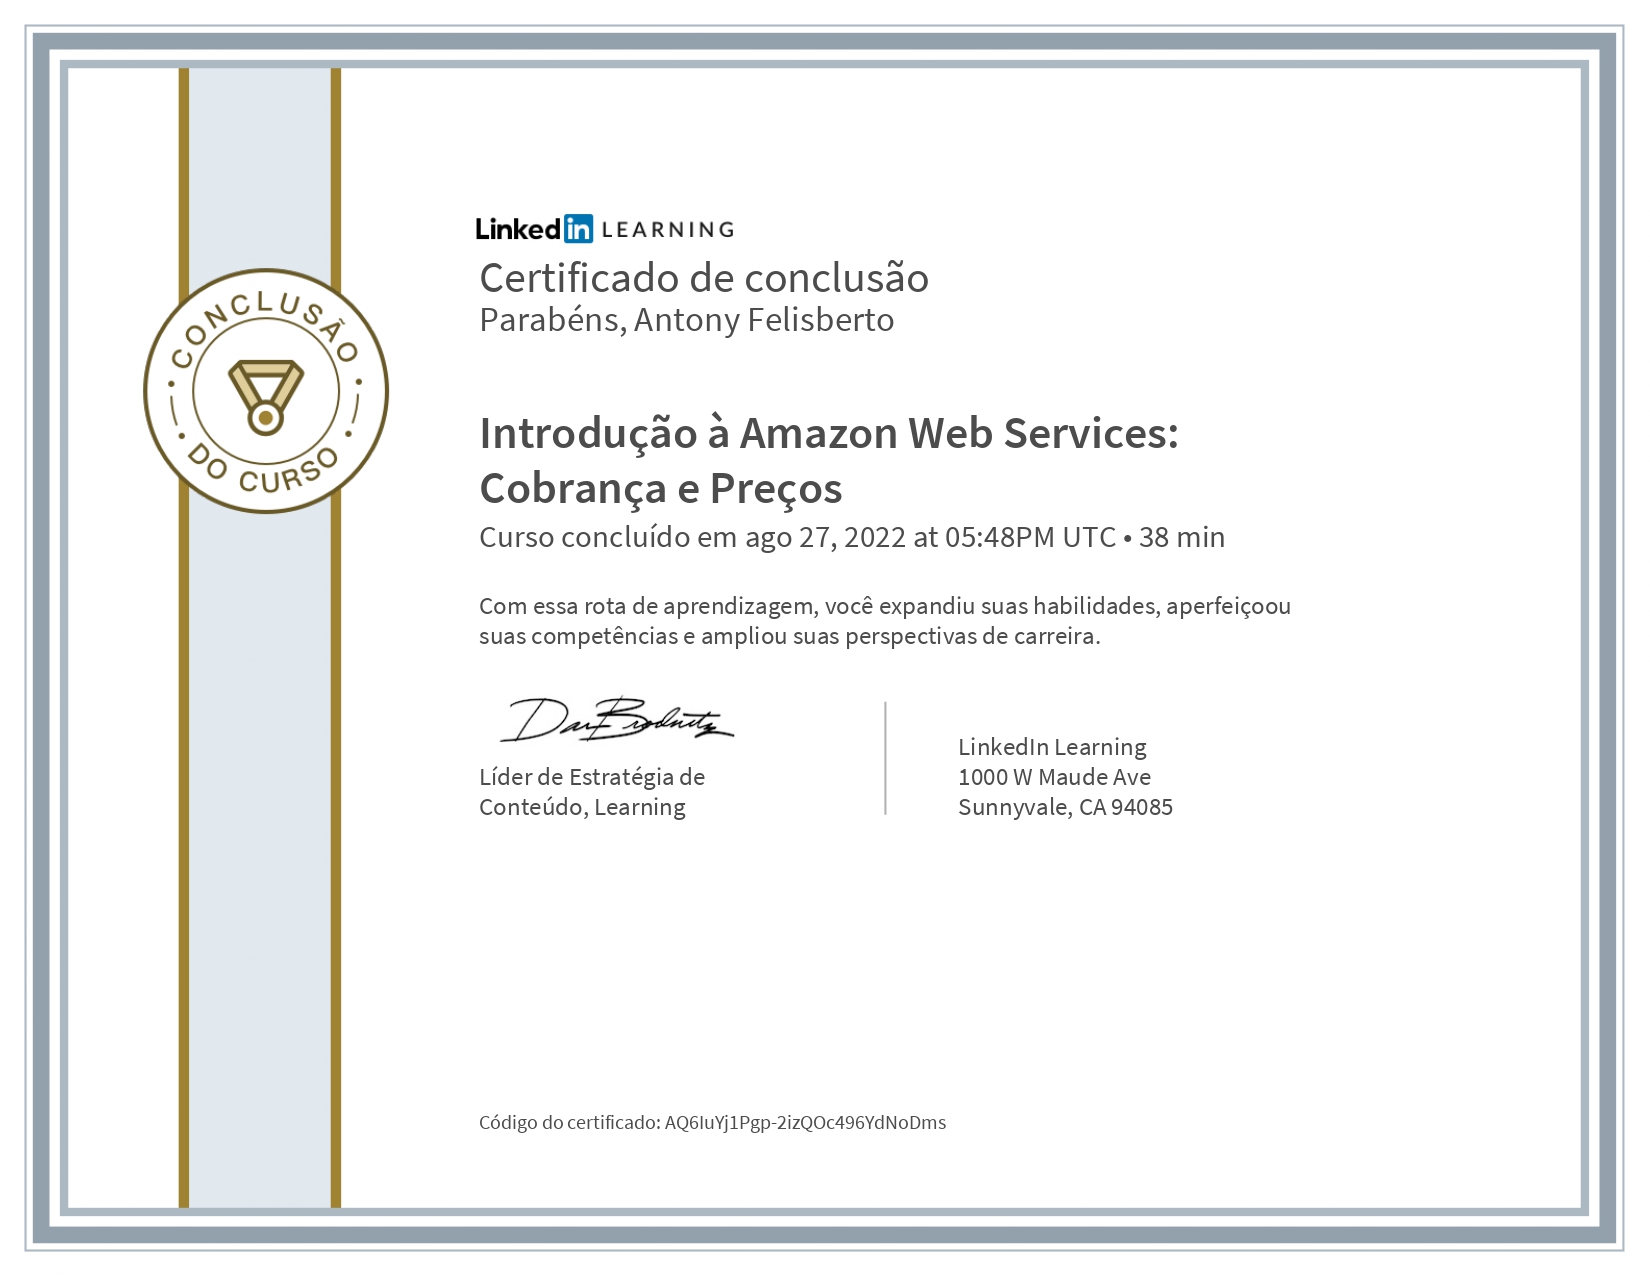 LinkedIn LEARNING
Certificado de conclusão
Parabéns, Antony Felisberto
CONCLUSÃO
DO CURSO
Introdução à Amazon Web Services:
Cobrança e Preços
Curso concluído em ago 27, 2022 at 05:48PM UTC • 38 min
Com essa rota de aprendizagem, você expandiu suas habilidades, aperfeiçoou
suas competências e ampliou suas perspectivas de carreira.
Líder de Estratégia de
Conteúdo, Learning
LinkedIn Learning
1000 W Maude Ave
Sunnyvale, CA 94085
Código do certificado: AQ6IuYj1Pgp-2izQOc496YdNoDms